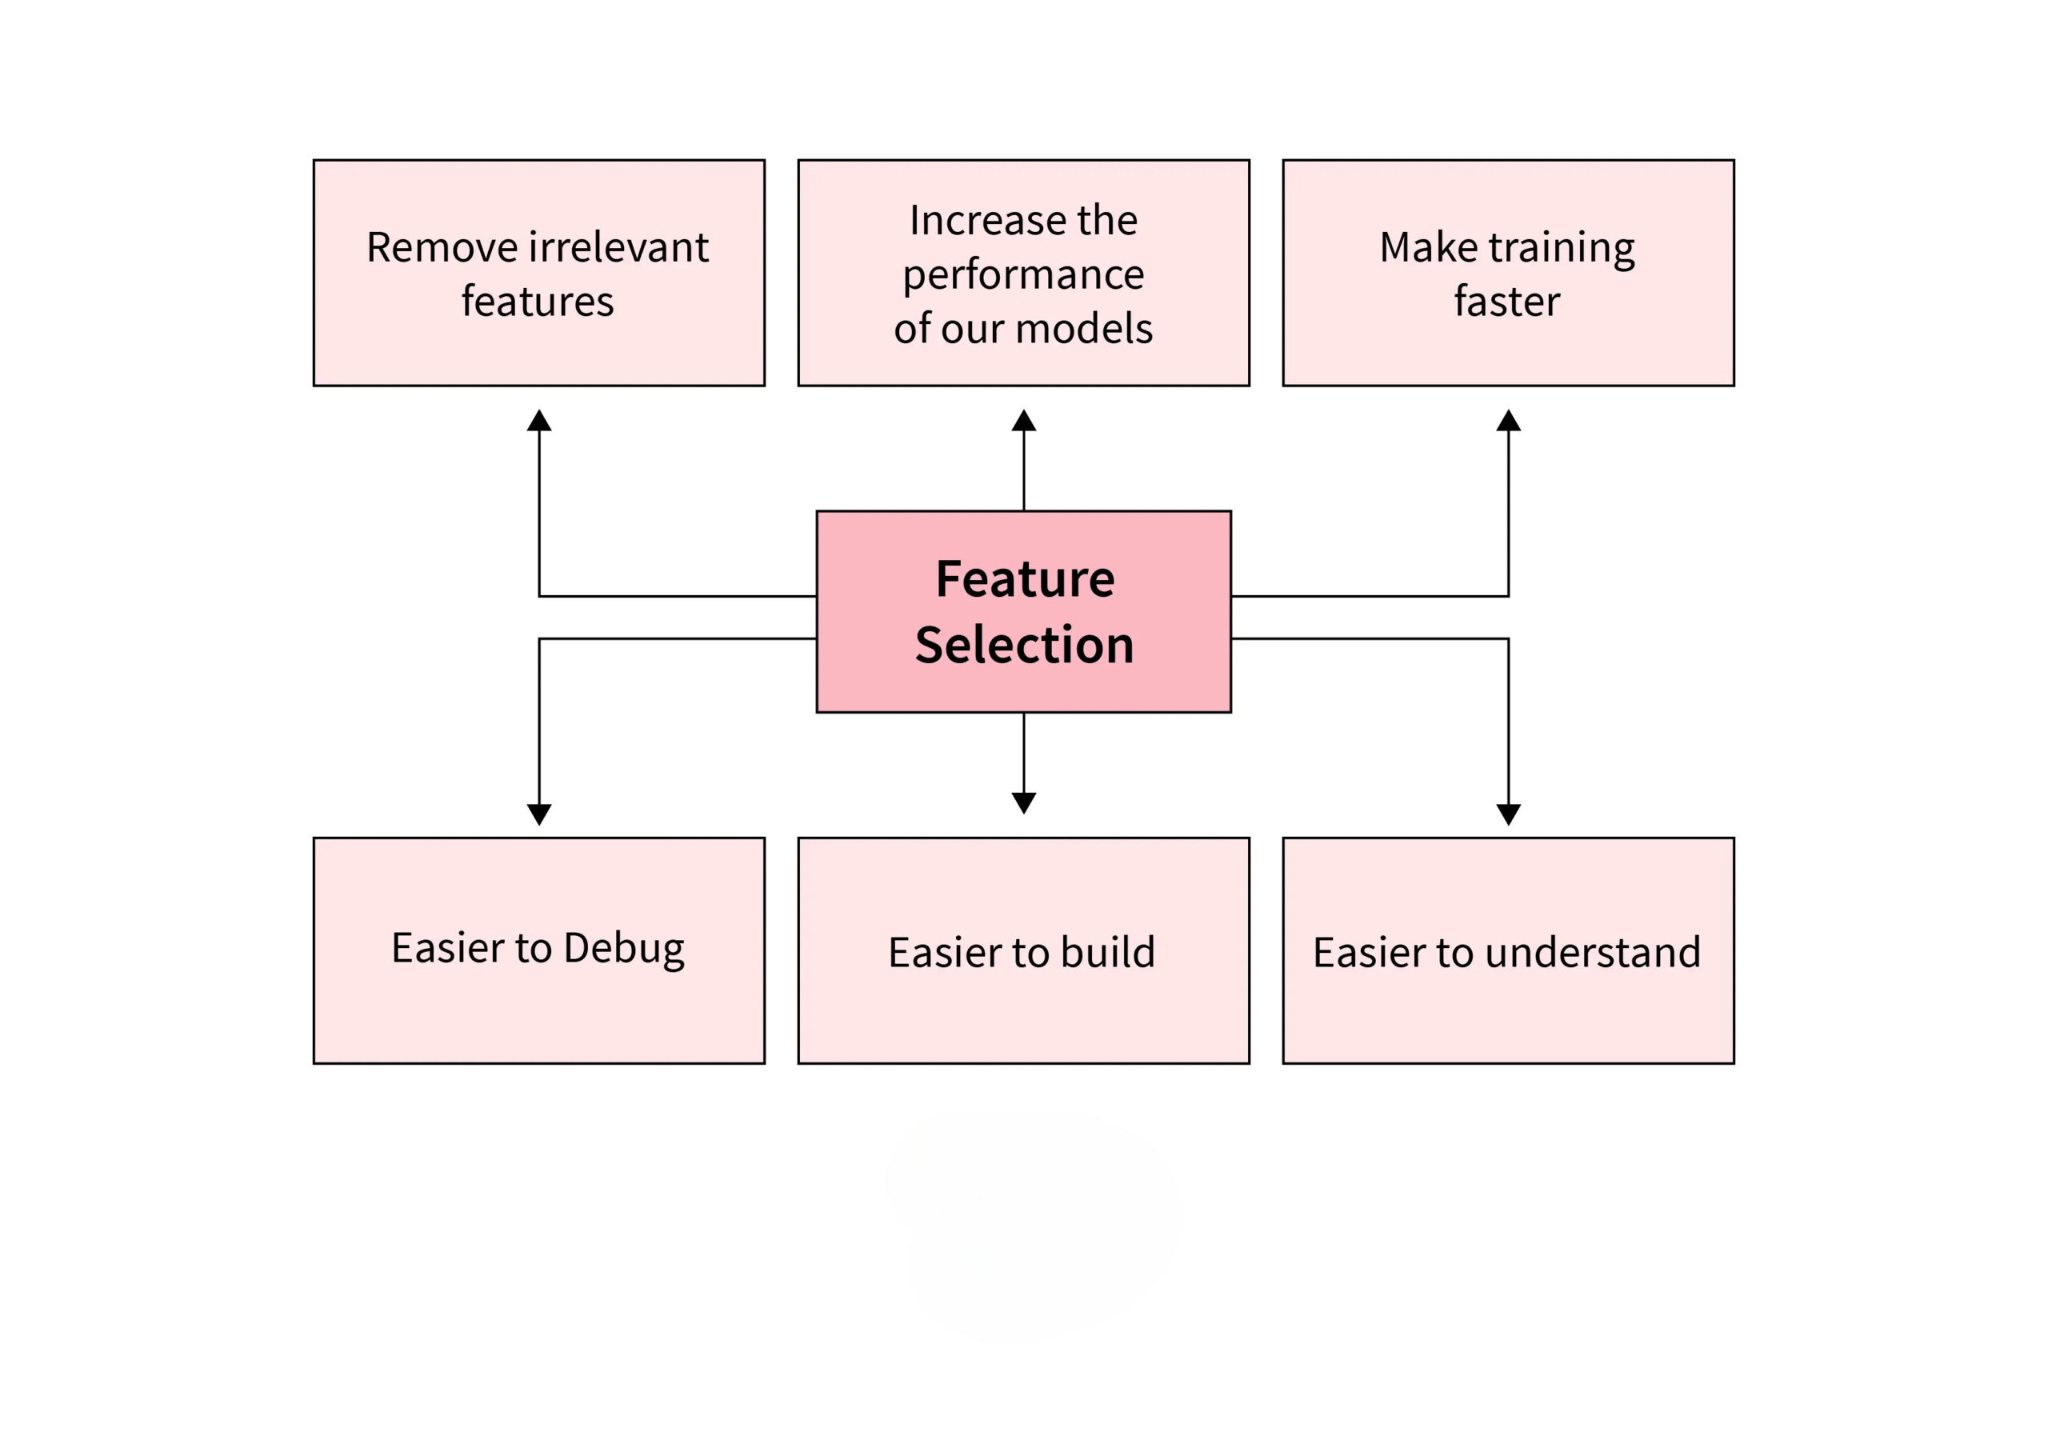 Remove irrelevant
features
Increase the
performance
of our models
Make training
faster
Feature
Selection
Easier to Debug
Easier to build
Easier to understand